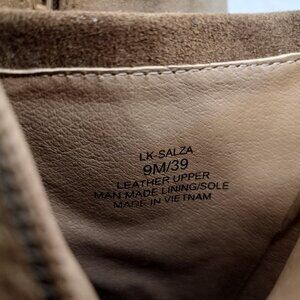 LK-SALZA
9M/39
LEATHER UPPER
MAN MADE LINING/SOLE
MADE IN VIETNAM